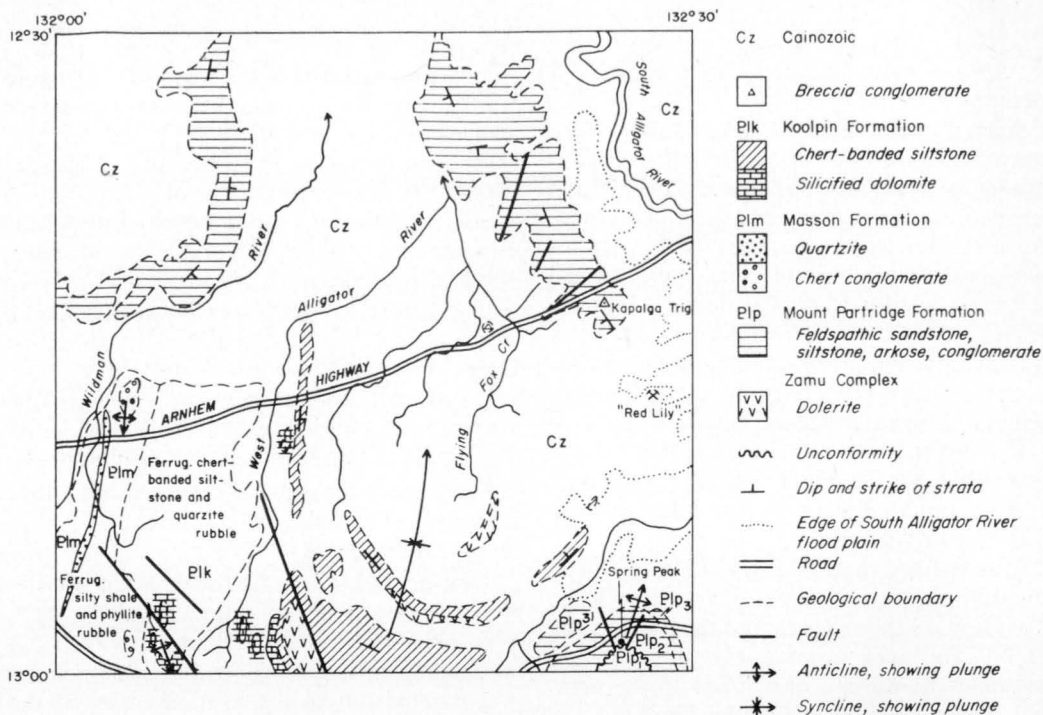 132°00'
132°30'
12°30'
13°00'
Cz
Cz
Cz
Cz
Cz
South
Alligator
River
River
River
Alligator
Kapalga Trig
Wildman
ARNHEM
HIGHWAY
West
Flying
Fox
Cr
"Red Lily"
Plm
Plm
Ferrug. chert-
banded silt-
stone and
quarzite
rubble
Plk
Ferrug.
silty shale
and phyllite
rubble
Spring Peak
Plp3
Plp3
Plp2
Plp1
Cz Cainozoic
Breccia conglomerate
Plk Koolpin Formation
Chert-banded siltstone
Silicified dolomite
Plm Masson Formation
Quartzite
Chert conglomerate
Plp Mount Partridge Formation
Feldspathic sandstone,
siltstone, arkose, conglomerate
Zamu Complex
Dolerite
Unconformity
Dip and strike of strata
Edge of South Alligator River
flood plain
Road
Geological boundary
Fault
Anticline, showing plunge
Syncline, showing plunge